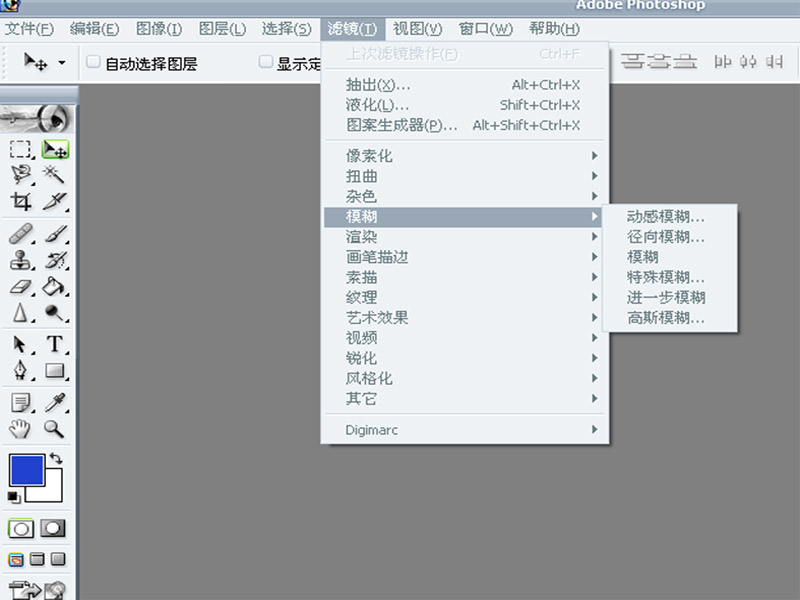 Adobe Photoshop
文件(F) 编辑(E) 图像(I) 图层(L) 选择(S) 滤镜(T) 视图(V) 窗口(W) 帮助(H)
自动选择图层 显示定
上次滤镜操作(F) Ctrl+F
抽出(X)... Alt+Ctrl+X
液化(L)... Shift+Ctrl+X
图案生成器(P)... Alt+Shift+Ctrl+X
像素化
扭曲
杂色
模糊
渲染
画笔描边
素描
纹理
艺术效果
视频
锐化
风格化
其它
Digimarc
动感模糊...
径向模糊...
模糊
特殊模糊...
进一步模糊
高斯模糊...
T